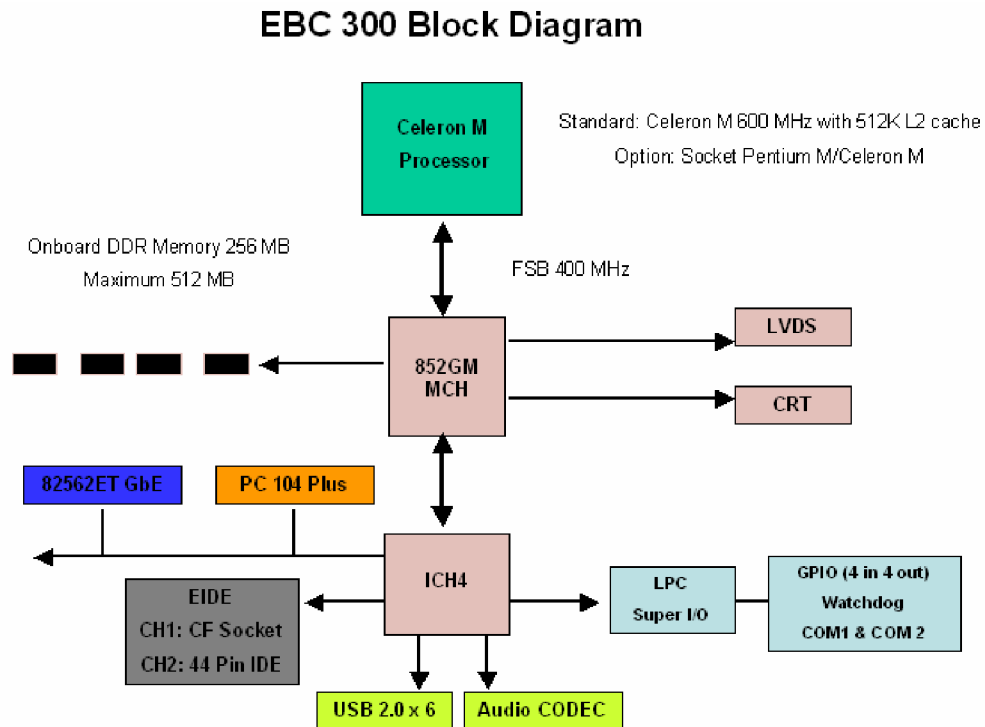 EBC 300 Block Diagram
Celeron M
Processor
Standard: Celeron M 600 MHz with 512K L2 cache
Option: Socket Pentium M/Celeron M
Onboard DDR Memory 256 MB
Maximum 512 MB
FSB 400 MHz
852GM
MCH
LVDS
CRT
82562ET GbE
PC 104 Plus
ICH4
EIDE
CH1: CF Socket
CH2: 44 Pin IDE
LPC
Super I/O
GPIO (4 in 4 out)
Watchdog
COM1 & COM 2
USB 2.0 x 6
Audio CODEC